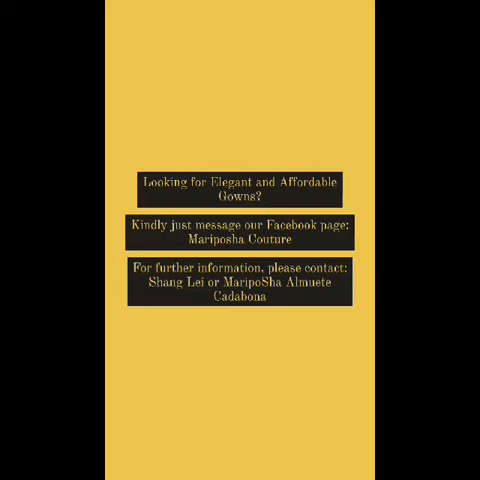 Looking for Elegant and Affordable
Gowns?
Kindly just message our Facebook page:
Mariposha Couture
For further information, please contact:
Shang Lei or MaripoSha Almuete
Cadabona